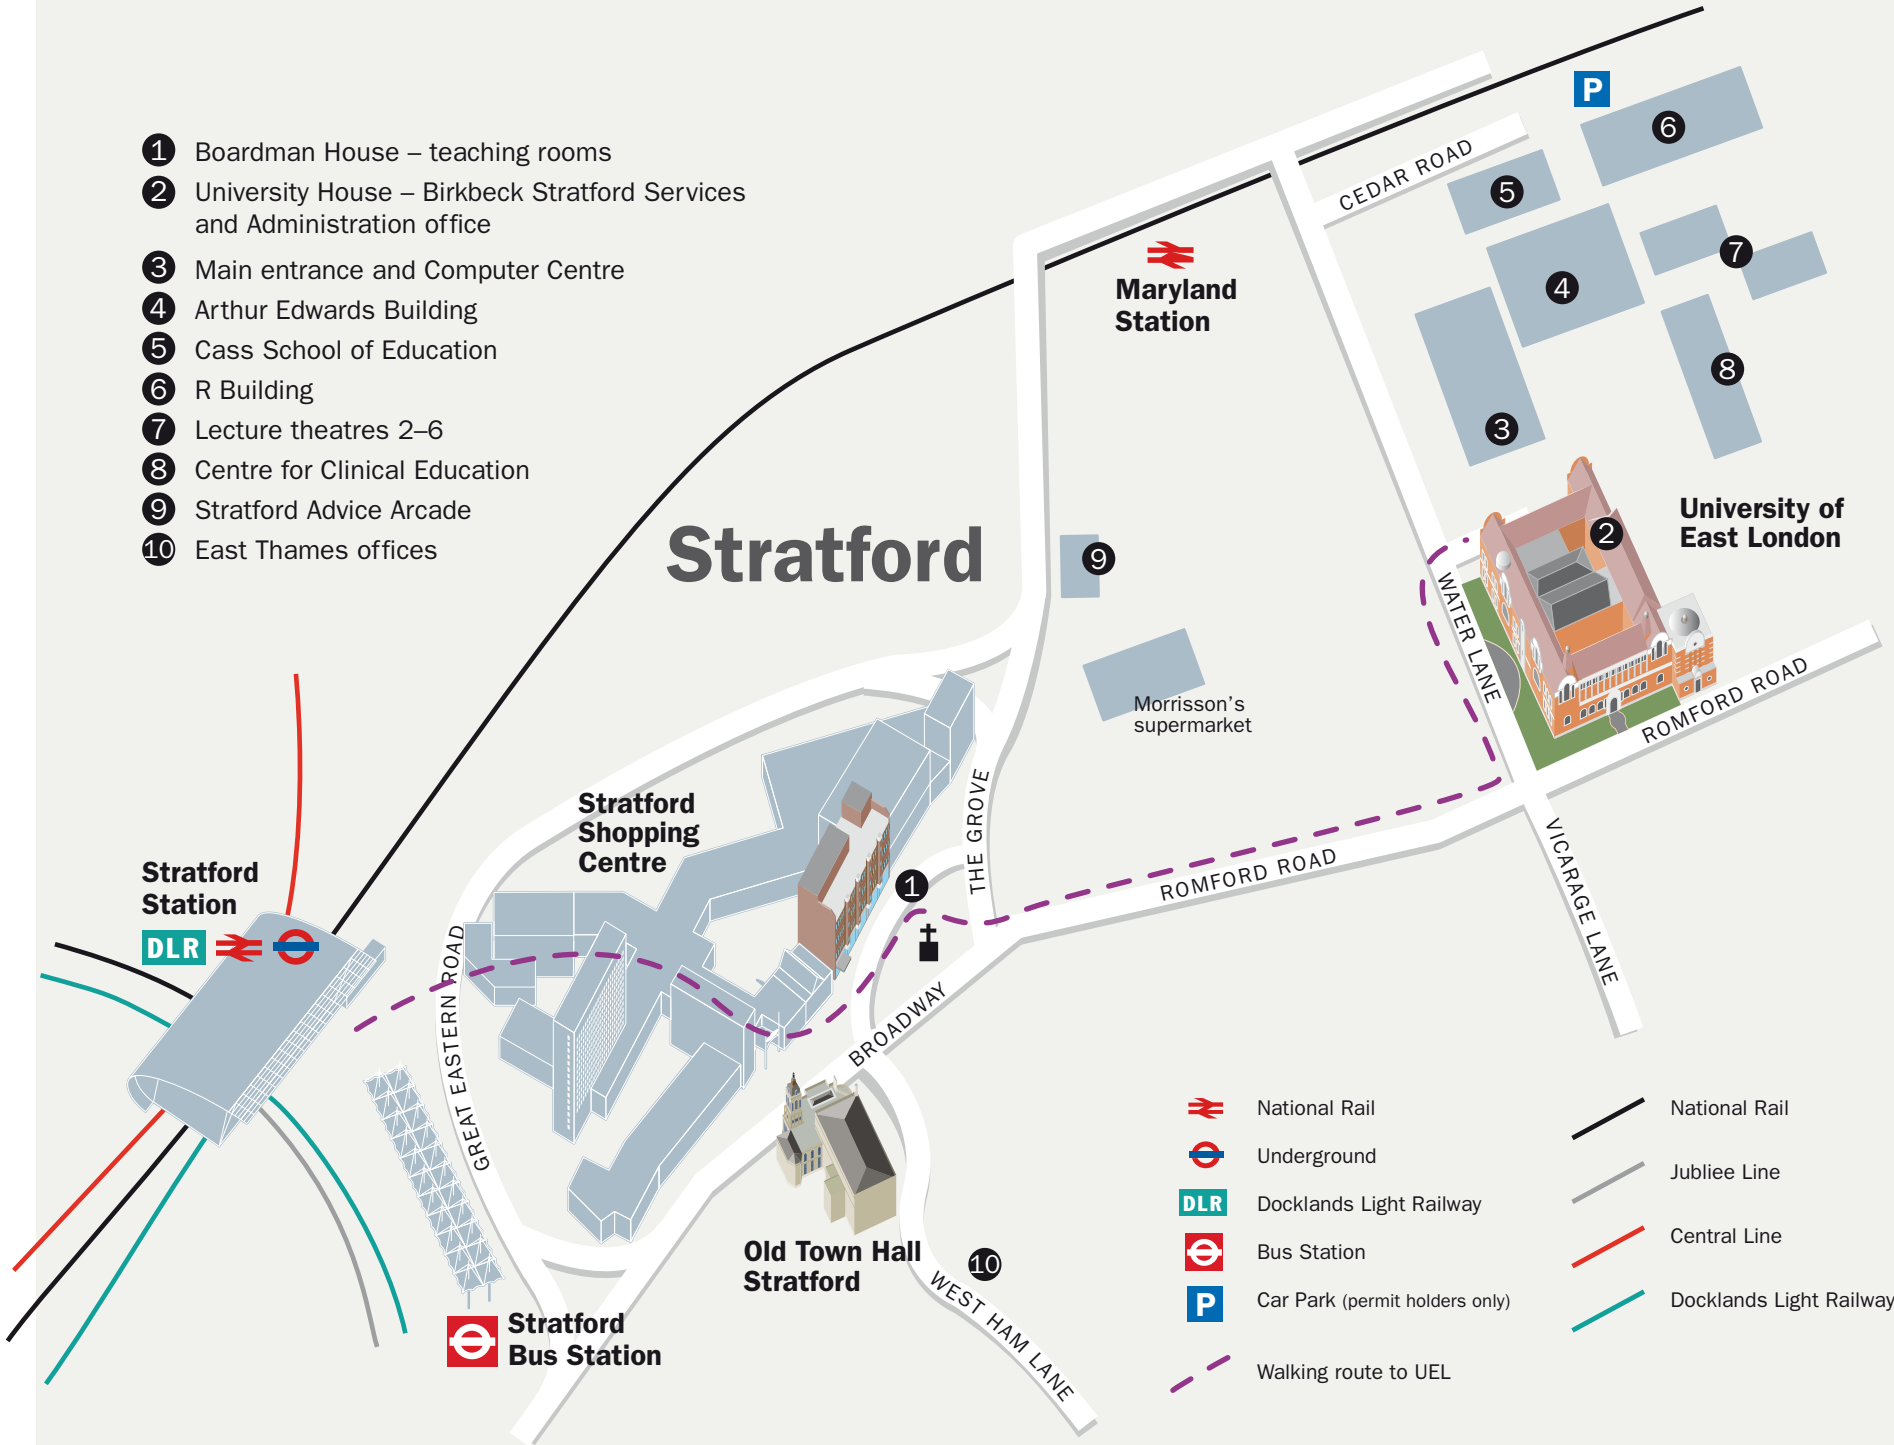 1 Boardman House – teaching rooms
2 University House – Birkbeck Stratford Services
and Administration office
3 Main entrance and Computer Centre
4 Arthur Edwards Building
5 Cass School of Education
6 R Building
7 Lecture theatres 2–6
8 Centre for Clinical Education
9 Stratford Advice Arcade
10 East Thames offices
P
6
CEDAR ROAD
5
7
4
Maryland
Station
8
3
Stratford
9
2
University of
East London
WATER LANE
ROMFORD ROAD
Morrisson's
supermarket
Stratford
Shopping
Centre
THE GROVE
1
ROMFORD ROAD
VICARAGE LANE
Stratford
Station
DLR
GREAT EASTERN ROAD
BROADWAY
Old Town Hall
Stratford
10
WEST HAM LANE
Stratford
Bus Station
National Rail
Underground
DLR Docklands Light Railway
Bus Station
P Car Park (permit holders only)
Walking route to UEL
National Rail
Jubliee Line
Central Line
Docklands Light Railway